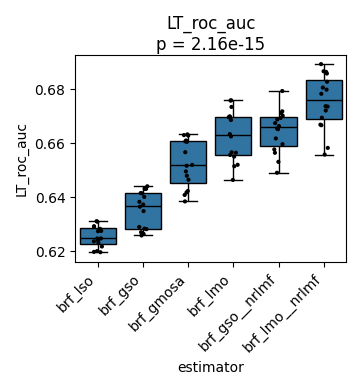 LT_roc_auc
p = 2.16e-15
LT_roc_auc
0.68
0.66
0.64
0.62
brf_lso
brf_gso
brf_gmosa
brf_lmo
brf_gso__nrlmf
brf_lmo__nrlmf
estimator